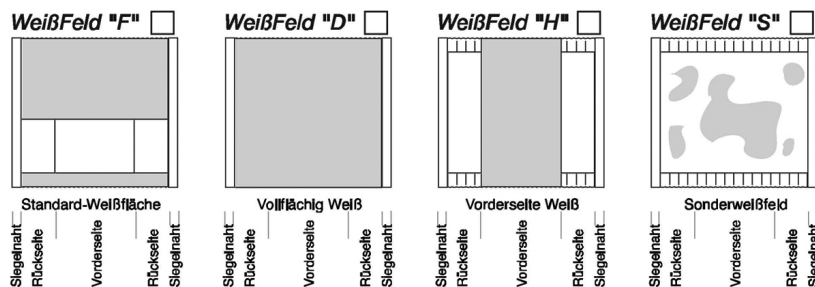 WeißFeld "F"
WeißFeld "D"
WeißFeld "H"
WeißFeld "S"
Standard-Weißfläche
Vollflächig Weiß
Vorderseite Weiß
Sonderweißfeld
Siegelnaht
Rückseite
Vorderseite
Rückseite
Siegelnaht
Siegelnaht
Rückseite
Vorderseite
Rückseite
Siegelnaht
Siegelnaht
Rückseite
Vorderseite
Rückseite
Siegelnaht
Siegelnaht
Rückseite
Vorderseite
Rückseite
Siegelnaht